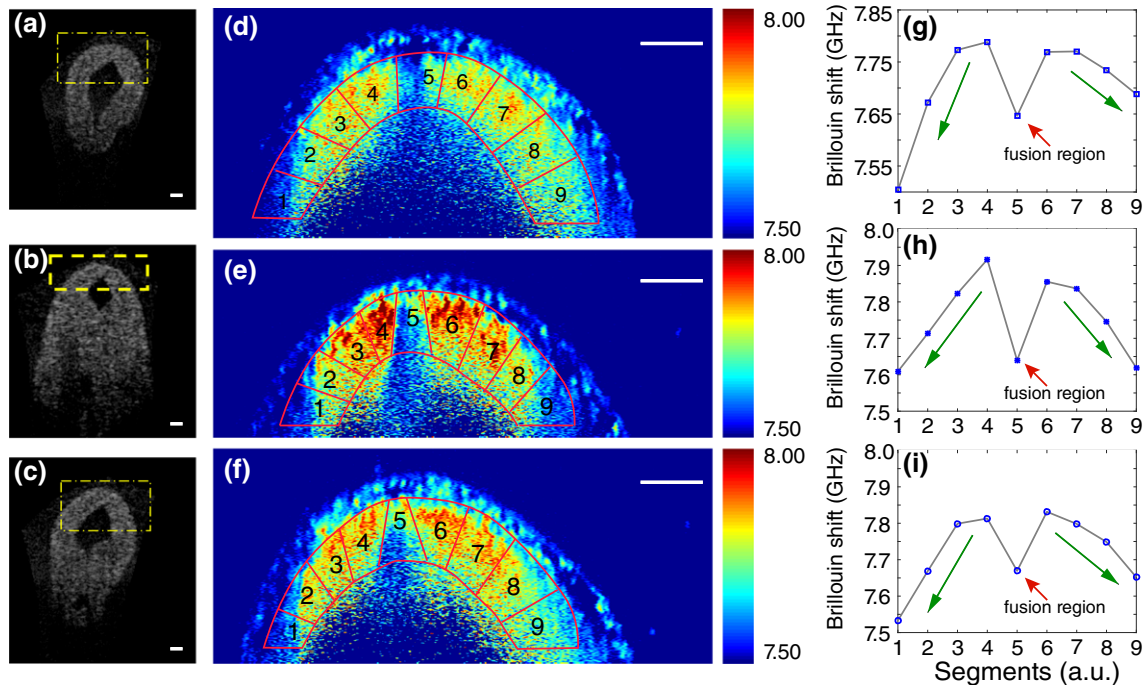 (a)
(b)
(c)
(d)
1 2 3 4 5 6 7 8 9
8.00
7.50
(e)
1 2 3 4 5 6 7 8 9
8.00
7.50
(f)
1 2 3 4 5 6 7 8 9
8.00
7.50
(g)
Brillouin shift (GHz)
7.85
7.75
7.65
7.55
fusion region
1 2 3 4 5 6 7 8 9
(h)
Brillouin shift (GHz)
8.0
7.9
7.8
7.7
7.6
7.5
fusion region
1 2 3 4 5 6 7 8 9
(i)
Brillouin shift (GHz)
8.0
7.9
7.8
7.7
7.6
7.5
fusion region
1 2 3 4 5 6 7 8 9
Segments (a.u.)